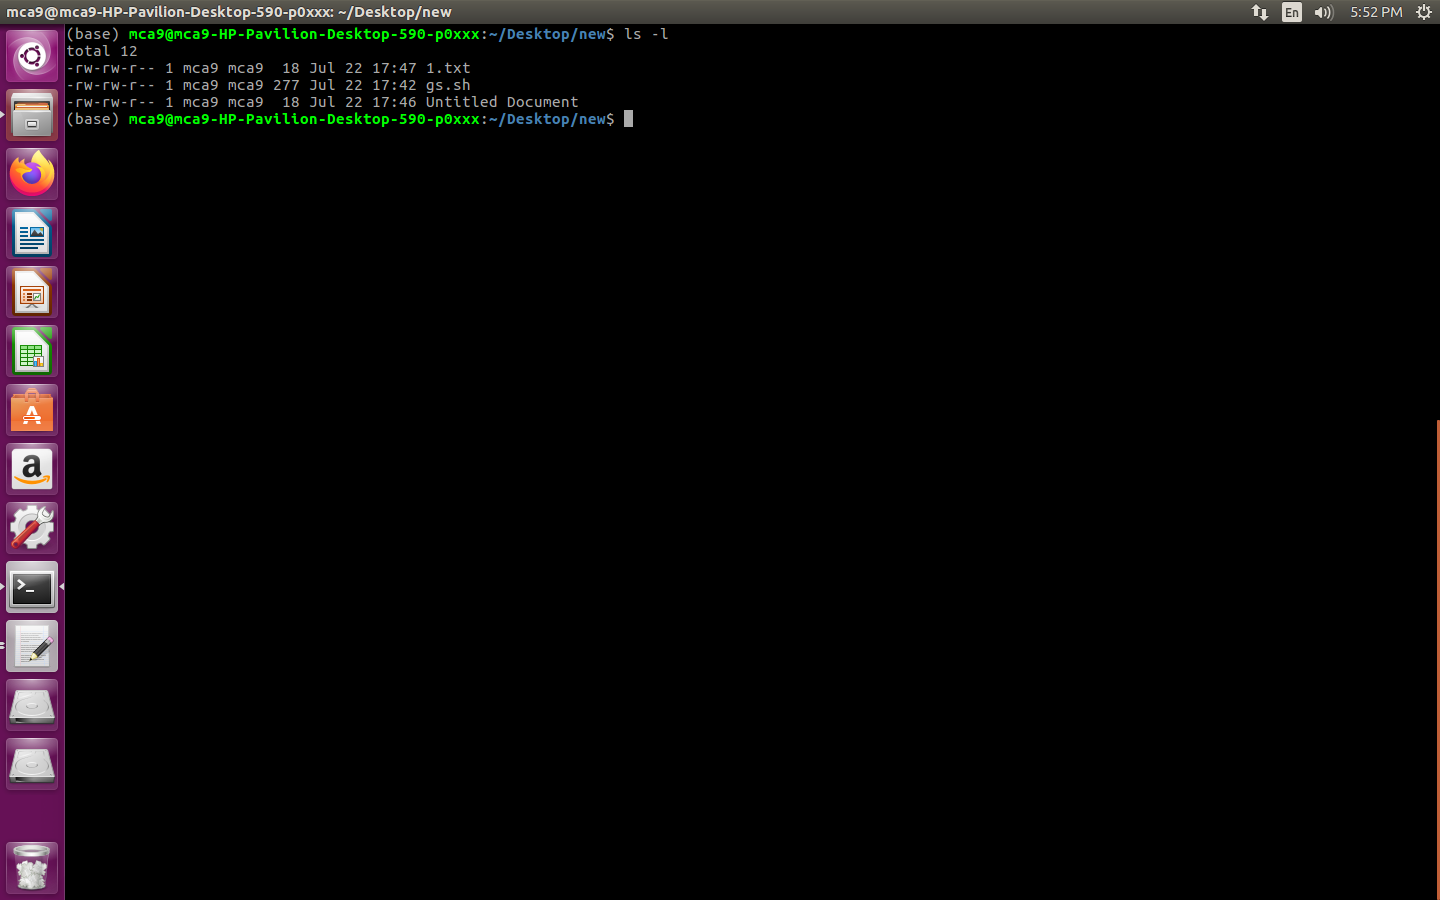 mca9@mca9-HP-Pavilion-Desktop-590-p0xxx: ~/Desktop/new
En
5:52 PM
(base) mca9@mca9-HP-Pavilion-Desktop-590-p0xxx:~/Desktop/new$ ls -l
total 12
-rw-rw-r-- 1 mca9 mca9  18 Jul 22 17:47 1.txt
-rw-rw-r-- 1 mca9 mca9 277 Jul 22 17:42 gs.sh
-rw-rw-r-- 1 mca9 mca9  18 Jul 22 17:46 Untitled Document
(base) mca9@mca9-HP-Pavilion-Desktop-590-p0xxx:~/Desktop/new$